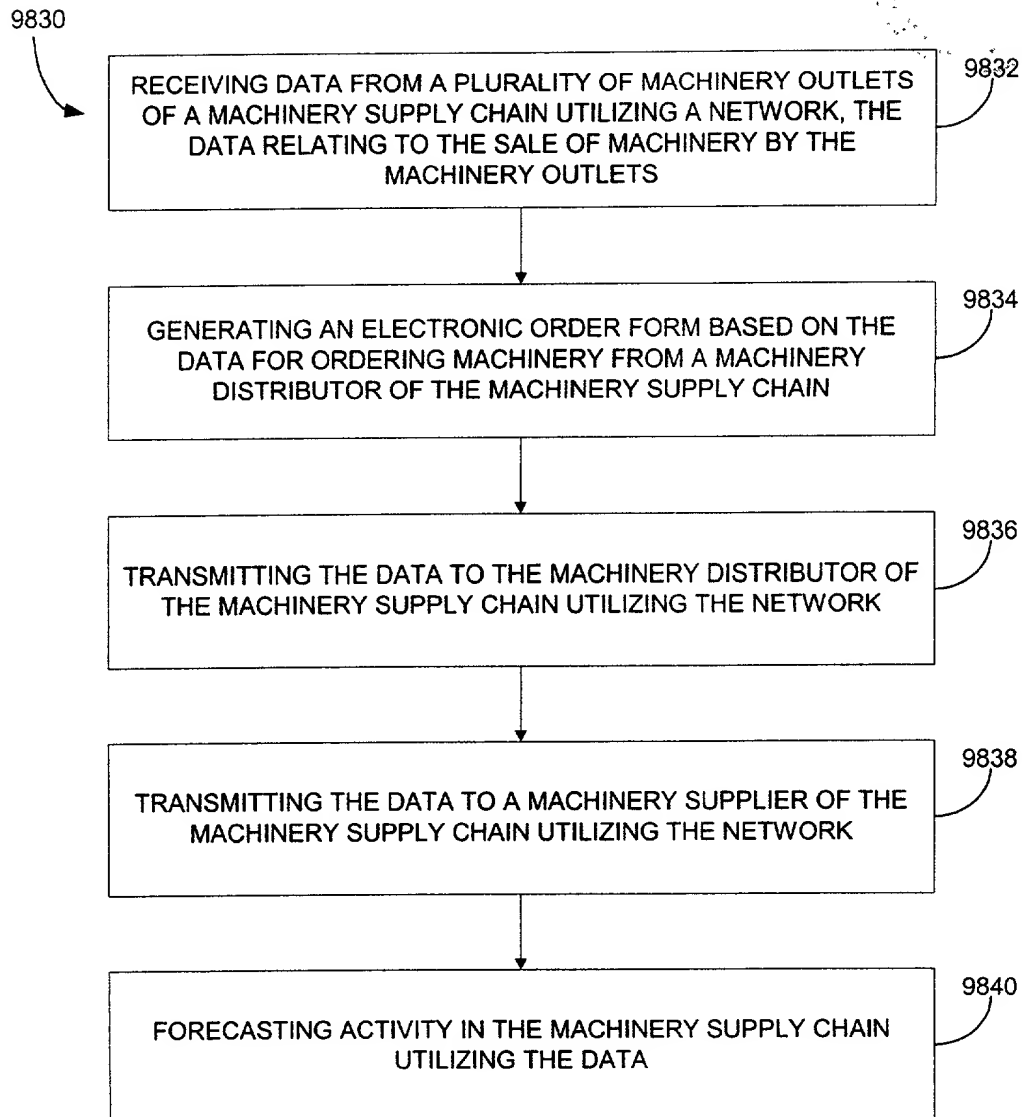 9830
9832
RECEIVING DATA FROM A PLURALITY OF MACHINERY OUTLETS
OF A MACHINERY SUPPLY CHAIN UTILIZING A NETWORK, THE
DATA RELATING TO THE SALE OF MACHINERY BY THE
MACHINERY OUTLETS
9834
GENERATING AN ELECTRONIC ORDER FORM BASED ON THE
DATA FOR ORDERING MACHINERY FROM A MACHINERY
DISTRIBUTOR OF THE MACHINERY SUPPLY CHAIN
9836
TRANSMITTING THE DATA TO THE MACHINERY DISTRIBUTOR OF
THE MACHINERY SUPPLY CHAIN UTILIZING THE NETWORK
9838
TRANSMITTING THE DATA TO A MACHINERY SUPPLIER OF THE
MACHINERY SUPPLY CHAIN UTILIZING THE NETWORK
9840
FORECASTING ACTIVITY IN THE MACHINERY SUPPLY CHAIN
UTILIZING THE DATA